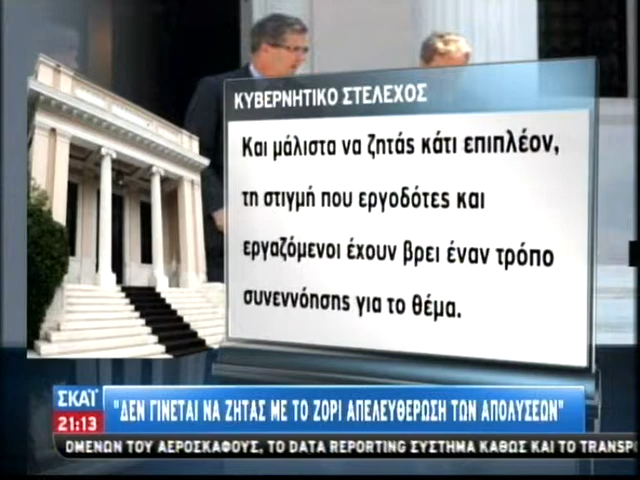 ΚΥΒΕΡΝΗΤΙΚΟ ΣΤΕΛΕΧΟΣ
Και μάλιστα να ζητάς κάτι επιπλέον,
τη στιγμή που εργοδότες και
εργαζόμενοι έχουν βρει έναν τρόπο
συνεννόησης για το θέμα.
ΣΚΑΪ
21:13
"ΔΕΝ ΓΙΝΕΤΑΙ ΝΑ ΖΗΤΑΣ ΜΕ ΤΟ ΖΟΡΙ ΑΠΕΛΕΥΘΕΡΩΣΗ ΤΩΝ ΑΠΟΛΥΣΕΩΝ"
ΟΜΕΝΩΝ ΤΟΥ ΑΕΡΟΣΚΑΦΟΥΣ, ΤΟ DATA REPORTING ΣΥΣΤΗΜΑ ΚΑΘΩΣ ΚΑΙ ΤΟ TRANSP